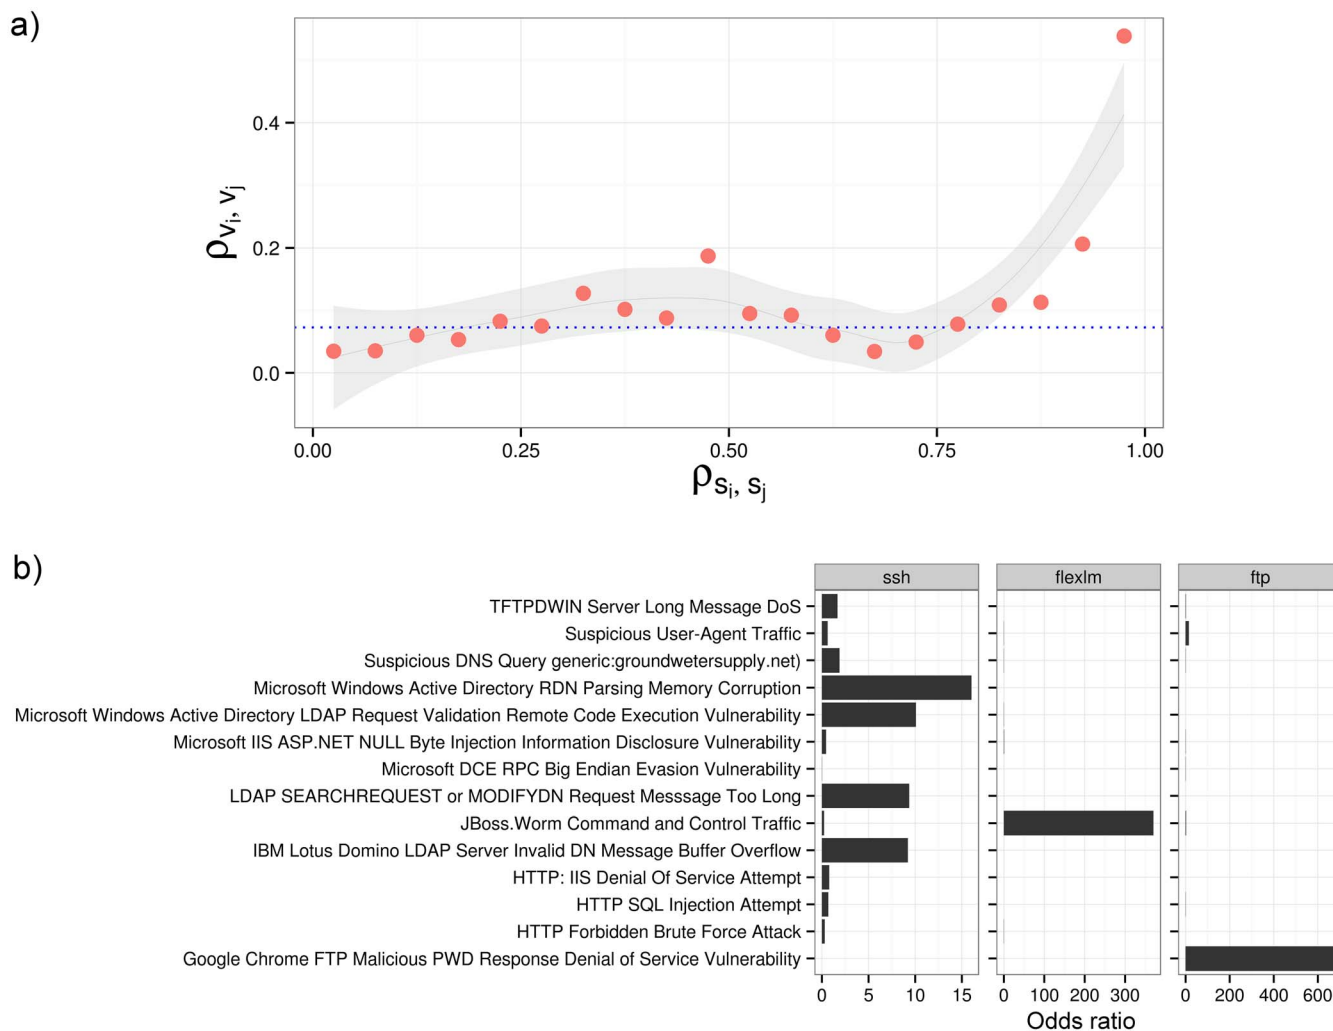 a)
0.4
0.2
0.0
ρvi, vj
0.00 0.25 0.50 0.75 1.00
ρsi, sj
b)
ssh flexlm ftp
TFTPDWIN Server Long Message DoS
Suspicious User-Agent Traffic
Suspicious DNS Query generic:groundwetersupply.net)
Microsoft Windows Active Directory RDN Parsing Memory Corruption
Microsoft Windows Active Directory LDAP Request Validation Remote Code Execution Vulnerability
Microsoft IIS ASP.NET NULL Byte Injection Information Disclosure Vulnerability
Microsoft DCE RPC Big Endian Evasion Vulnerability
LDAP SEARCHREQUEST or MODIFYDN Request Messsage Too Long
JBoss.Worm Command and Control Traffic
IBM Lotus Domino LDAP Server Invalid DN Message Buffer Overflow
HTTP: IIS Denial Of Service Attempt
HTTP SQL Injection Attempt
HTTP Forbidden Brute Force Attack
Google Chrome FTP Malicious PWD Response Denial of Service Vulnerability
0 5 10 15 0 100 200 300 0 200 400 600
Odds ratio